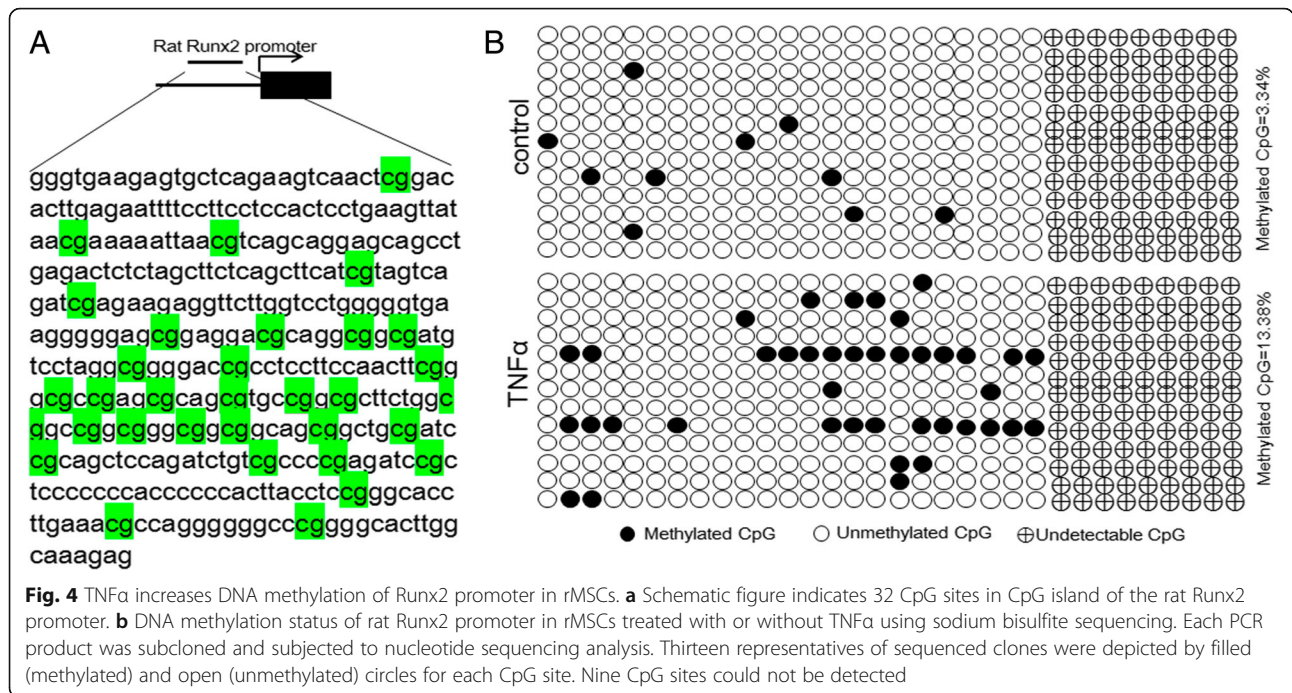 A
Rat Runx2 promoter
gggtgaagagtgctcagaagtcaactcggac
acttgagaattttccttcctccactcctgaagttat
aacgaaaaattaacgtcagcaggagcagcct
gagactctctagcttctcagcttcatcgtagtca
gatcgagaagaggttcttggtcctgggggtga
agggggagcggaggacgcaggcggcgatg
tcctaggcggggaccgcctccttccaacttcgg
gcgccgagcgcagcgtgccggcgcttctggc
ggccggcgggcggcggcagcggctgcgatc
cgcagctccagatctgtcgccccgagatccgc
tcccccccacccccccacttacctccgggcacc
ttgaaacgccaggggggcccggggcacttgg
caaagag
B
control
Methylated CpG=3.34%
TNFα
Methylated CpG=13.38%
Methylated CpG
Unmethylated CpG
Undetectable CpG
Fig. 4 TNFα increases DNA methylation of Runx2 promoter in rMSCs. a Schematic figure indicates 32 CpG sites in CpG island of the rat Runx2
promoter. b DNA methylation status of rat Runx2 promoter in rMSCs treated with or without TNFα using sodium bisulfite sequencing. Each PCR
product was subcloned and subjected to nucleotide sequencing analysis. Thirteen representatives of sequenced clones were depicted by filled
(methylated) and open (unmethylated) circles for each CpG site. Nine CpG sites could not be detected